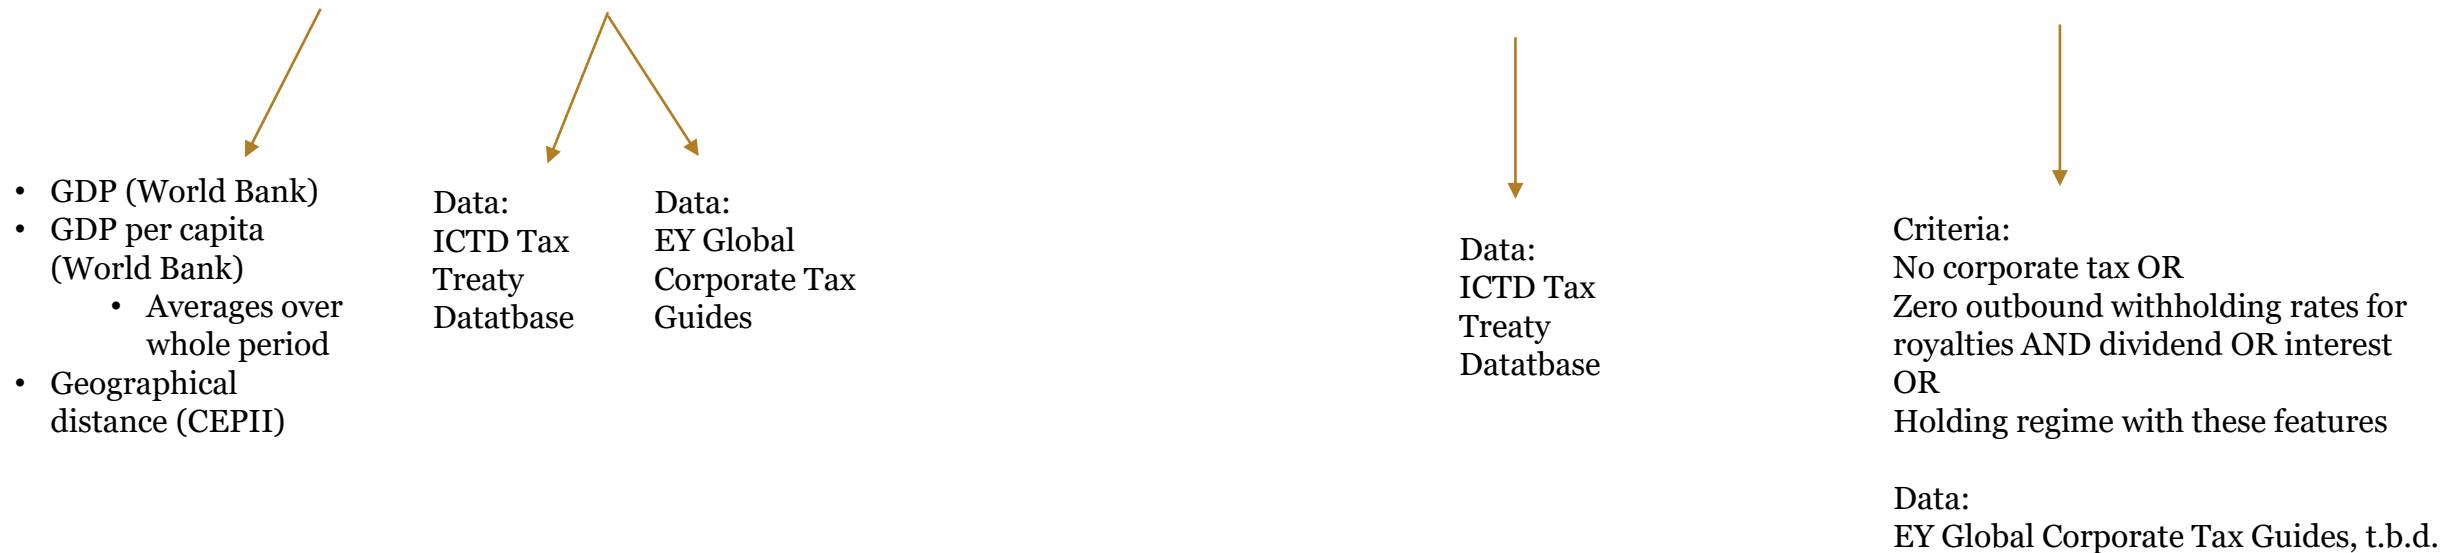 • GDP (World Bank)
• GDP per capita
(World Bank)
• Averages over
whole period
• Geographical
distance (CEPII)
Data:
ICTD Tax
Treaty
Datatbase
Data:
EY Global
Corporate Tax
Guides
Data:
ICTD Tax
Treaty
Datatbase
Criteria:
No corporate tax OR
Zero outbound withholding rates for
royalties AND dividend OR interest
OR
Holding regime with these features
Data:
EY Global Corporate Tax Guides, t.b.d.